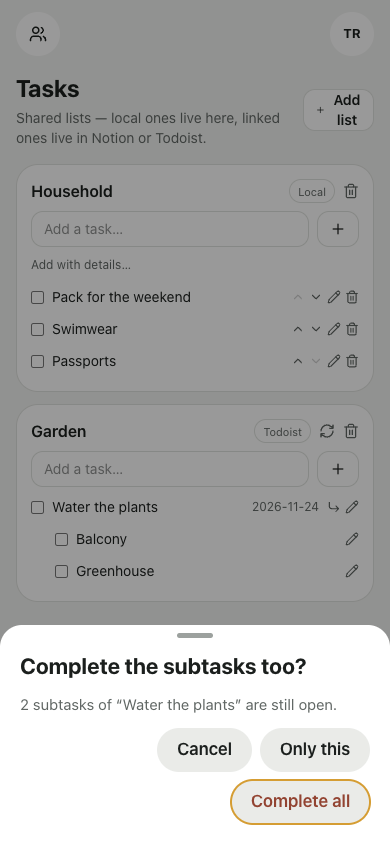 TR
Tasks
Shared lists — local ones live here, linked
ones live in Notion or Todoist.
Add
list
Household
Local
Add a task...
Add with details...
Pack for the weekend
Swimwear
Passports
Garden
Todoist
Add a task...
Water the plants
2026-11-24
Balcony
Greenhouse
Complete the subtasks too?
2 subtasks of “Water the plants” are still open.
Cancel
Only this
Complete all